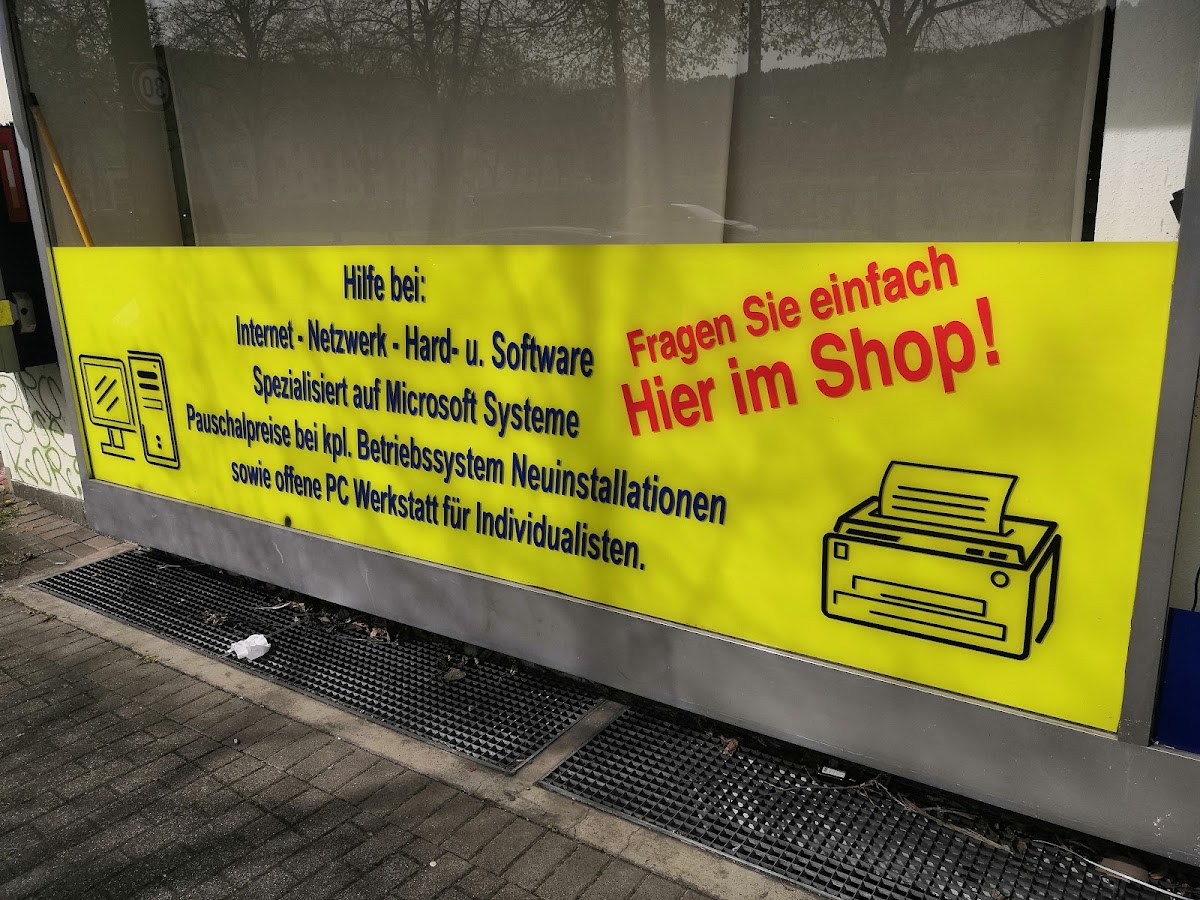 Hilfe bei:
Internet - Netzwerk - Hard- u. Software
Spezialisiert auf Microsoft Systeme
Pauschalpreise bei kpl. Betriebssystem Neuinstallationen
sowie offene PC Werkstatt für Individualisten.
Fragen Sie einfach
Hier im Shop!